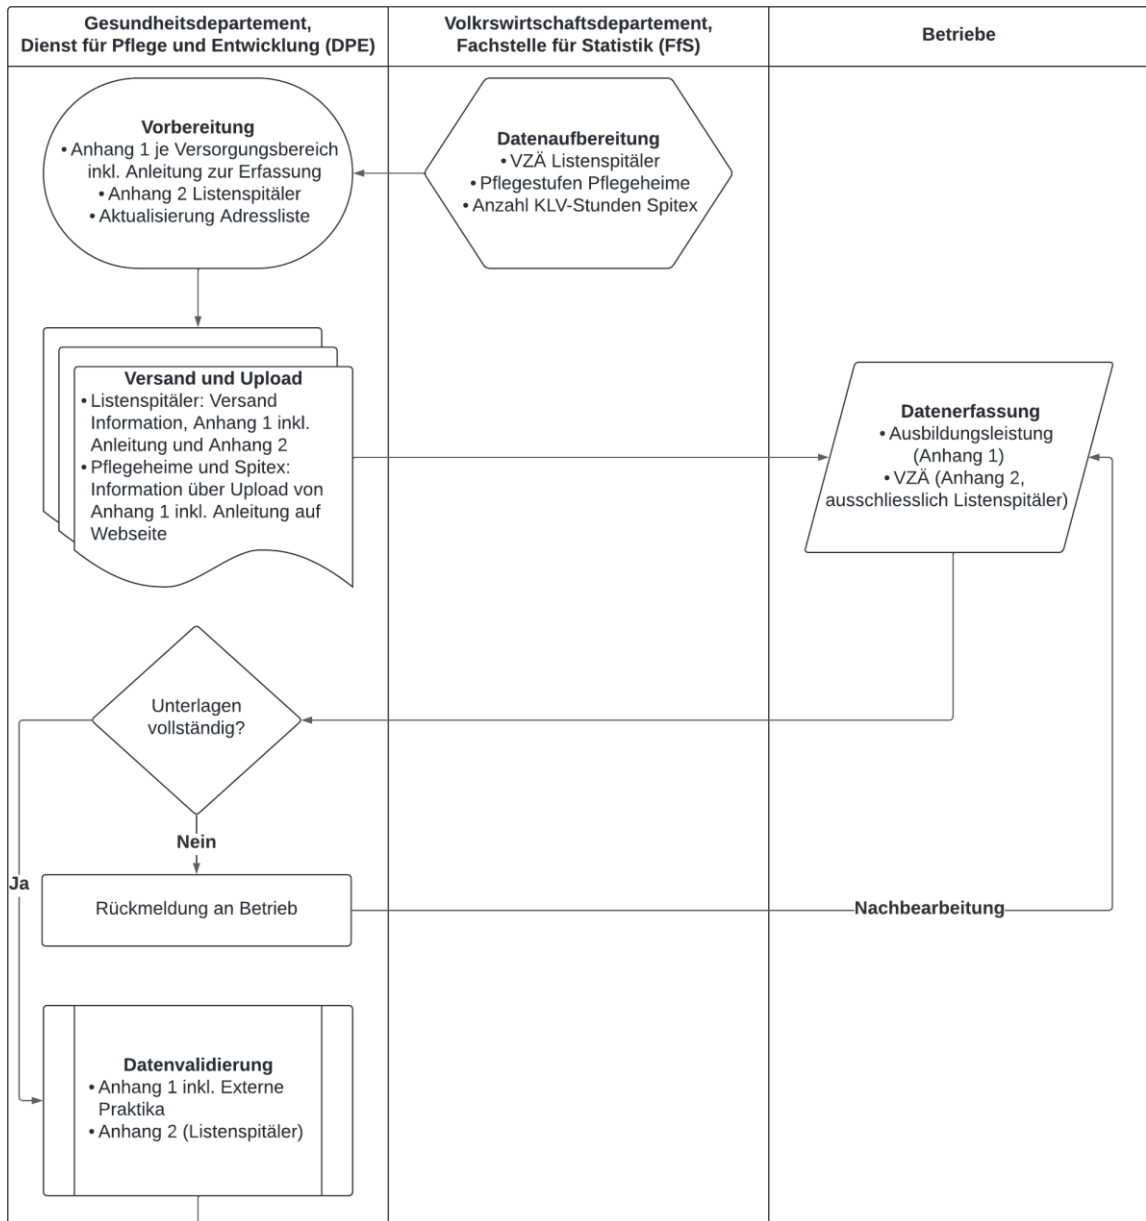 Gesundheitsdepartement,
Dienst für Pflege und Entwicklung (DPE)
Volkrswirtschaftsdepartement,
Fachstelle für Statistik (FfS)
Betriebe
Vorbereitung
• Anhang 1 je Versorgungsbereich
inkl. Anleitung zur Erfassung
• Anhang 2 Listenspitäler
• Aktualisierung Adressliste
Datenaufbereitung
• VZÄ Listenspitäler
• Pflegestufen Pflegeheime
• Anzahl KLV-Stunden Spitex
Versand und Upload
• Listenspitäler: Versand
Information, Anhang 1 inkl.
Anleitung und Anhang 2
• Pflegeheime und Spitex:
Information über Upload von
Anhang 1 inkl. Anleitung auf
Webseite
Datenerfassung
• Ausbildungsleistung
(Anhang 1)
• VZÄ (Anhang 2,
ausschliesslich Listenspitäler)
Unterlagen
vollständig?
Nein
Ja
Rückmeldung an Betrieb
Nachbearbeitung
Datenvalidierung
• Anhang 1 inkl. Externe
Praktika
• Anhang 2 (Listenspitäler)